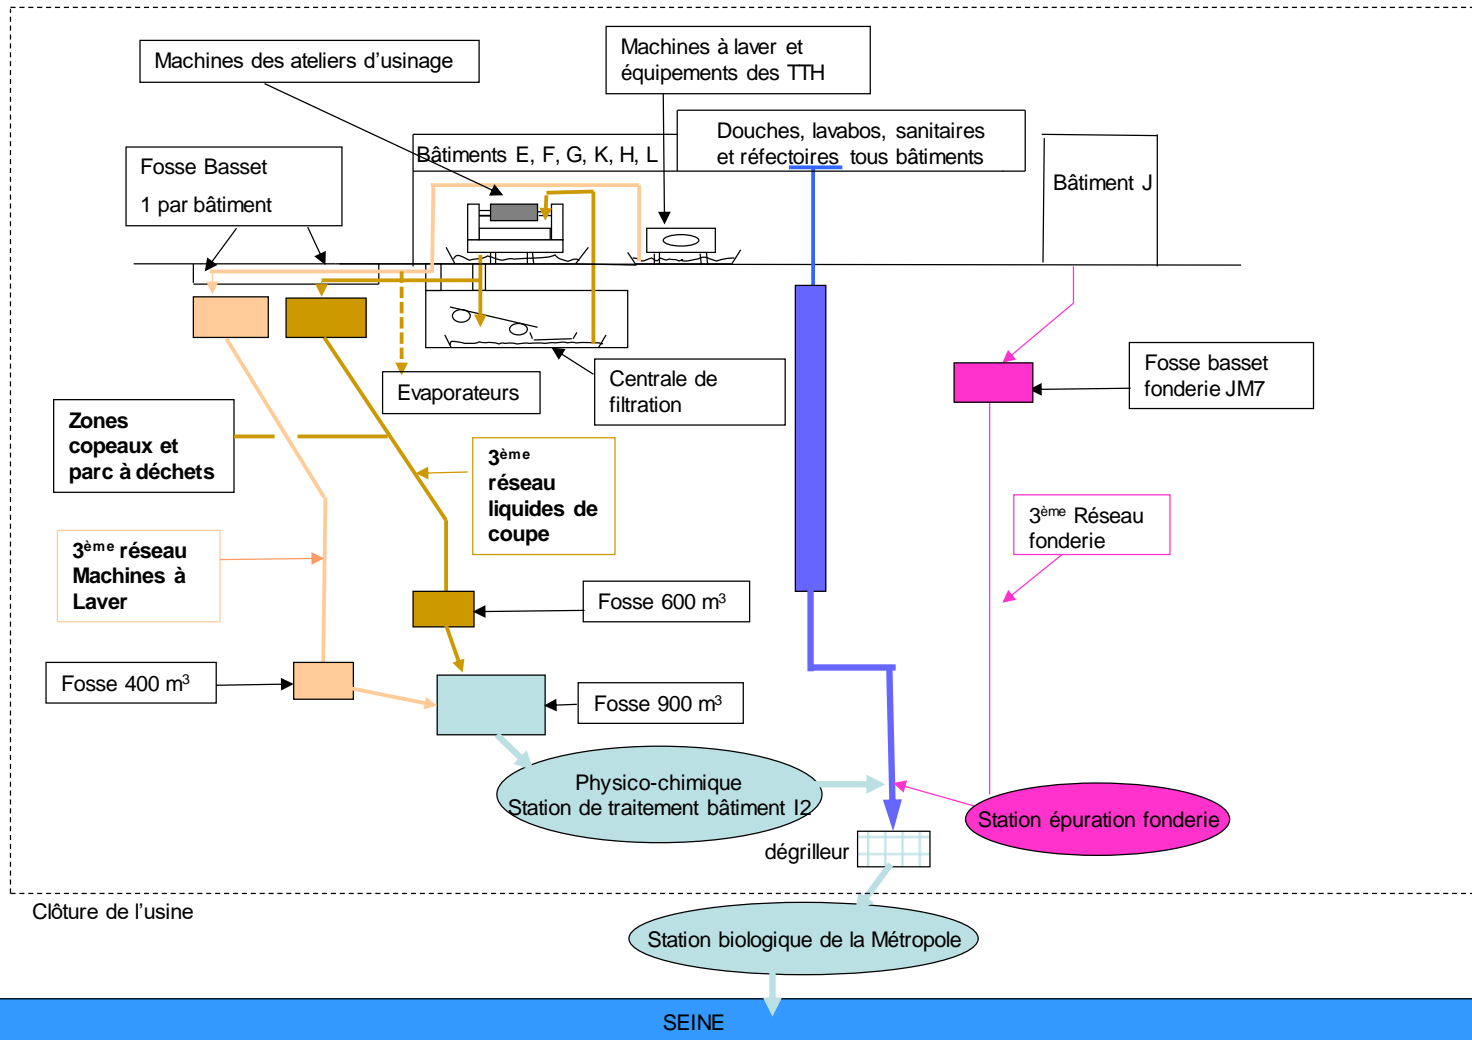 Machines des ateliers d’usinage
Machines à laver et
équipements des TTH
Douches, lavabos, sanitaires
et réfectoires tous bâtiments
Bâtiments E, F, G, K, H, L
Fosse Basset
1 par bâtiment
Bâtiment J
Evaporateurs
Centrale de
filtration
Fosse basset
fonderie JM7
Zones
copeaux et
parc à déchets
3ème
réseau
liquides de
coupe
3ème Réseau
fonderie
3ème réseau
Machines à
Laver
Fosse 600 m³
Fosse 400 m³
Fosse 900 m³
Physico-chimique
Station de traitement bâtiment I2
Station épuration fonderie
dégrilleur
Clôture de l’usine
Station biologique de la Métropole
SEINE